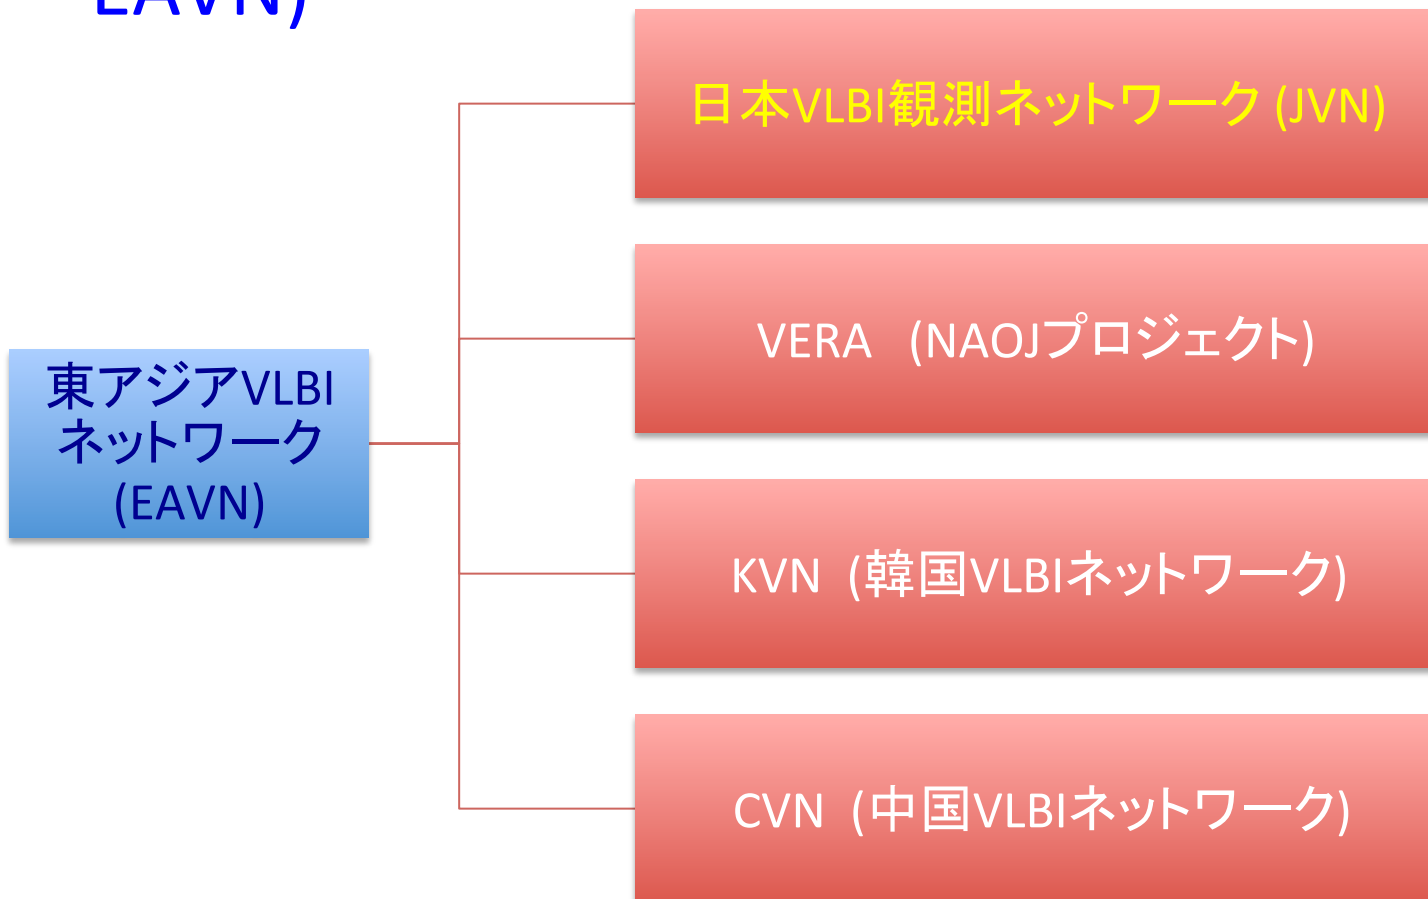 EAVN)
日本VLBI観測ネットワーク (JVN)
VERA (NAOJプロジェクト)
東アジアVLBI
ネットワーク
(EAVN)
KVN (韓国VLBIネットワーク)
CVN (中国VLBIネットワーク)